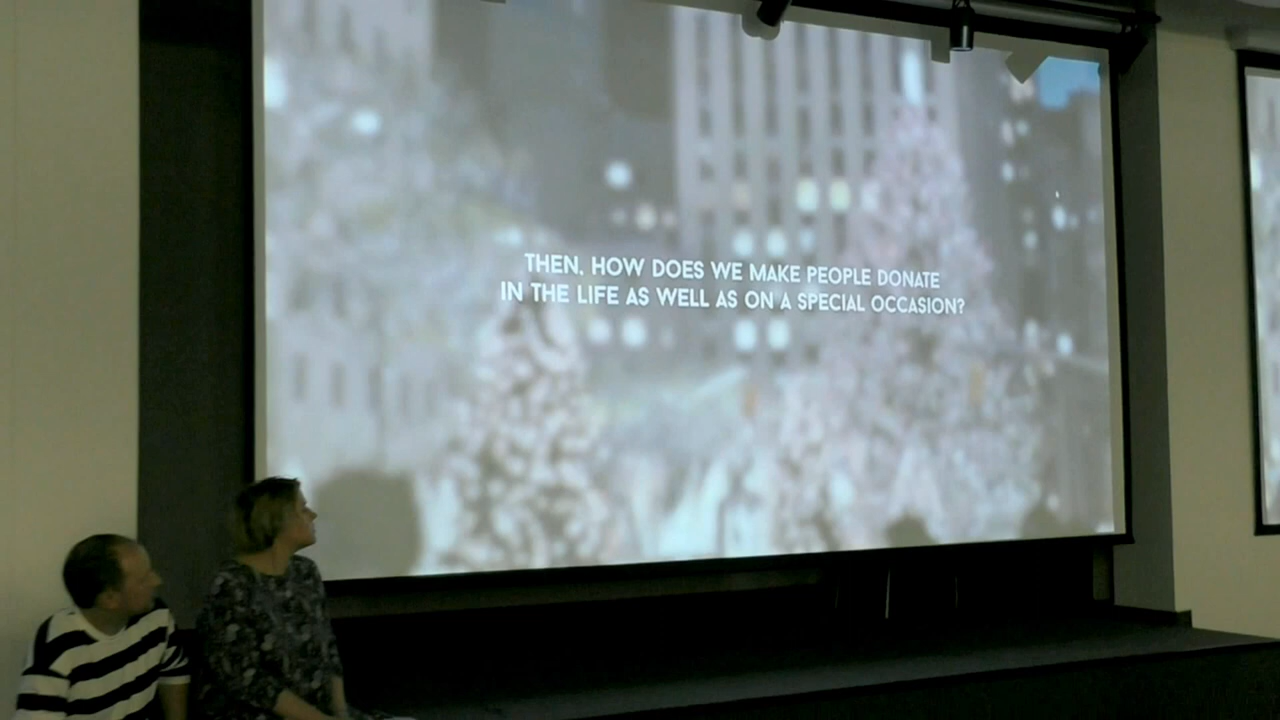 THEN, HOW DOES WE MAKE PEOPLE DONATE
IN THE LIFE AS WELL AS ON A SPECIAL OCCASION?